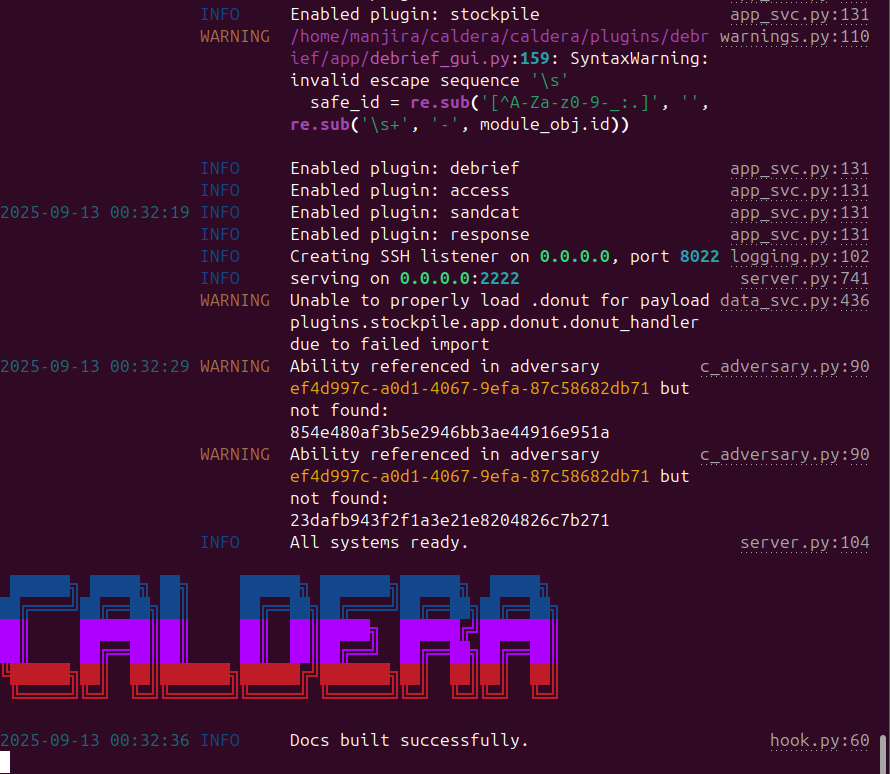 INFO Enabled plugin: stockpile app_svc.py:131
WARNING /home/manjira/caldera/caldera/plugins/debr warnings.py:110
ief/app/debrief_gui.py:159: SyntaxWarning:
invalid escape sequence '\s'
safe_id = re.sub('[^A-Za-z0-9-_:.]', '',
re.sub('\s+', '-', module_obj.id))
INFO Enabled plugin: debrief app_svc.py:131
INFO Enabled plugin: access app_svc.py:131
2025-09-13 00:32:19 INFO Enabled plugin: sandcat app_svc.py:131
INFO Enabled plugin: response app_svc.py:131
INFO Creating SSH listener on 0.0.0.0, port 8022 logging.py:102
INFO serving on 0.0.0.0:2222 server.py:741
WARNING Unable to properly load .donut for payload data_svc.py:436
plugins.stockpile.app.donut.donut_handler
due to failed import
2025-09-13 00:32:29 WARNING Ability referenced in adversary c_adversary.py:90
ef4d997c-a0d1-4067-9efa-87c58682db71 but
not found:
854e480af3b5e2946bb3ae44916e951a
WARNING Ability referenced in adversary c_adversary.py:90
ef4d997c-a0d1-4067-9efa-87c58682db71 but
not found:
23dafb943f2f1a3e21e8204826c7b271
INFO All systems ready. server.py:104
CALDERA
2025-09-13 00:32:36 INFO Docs built successfully. hook.py:60